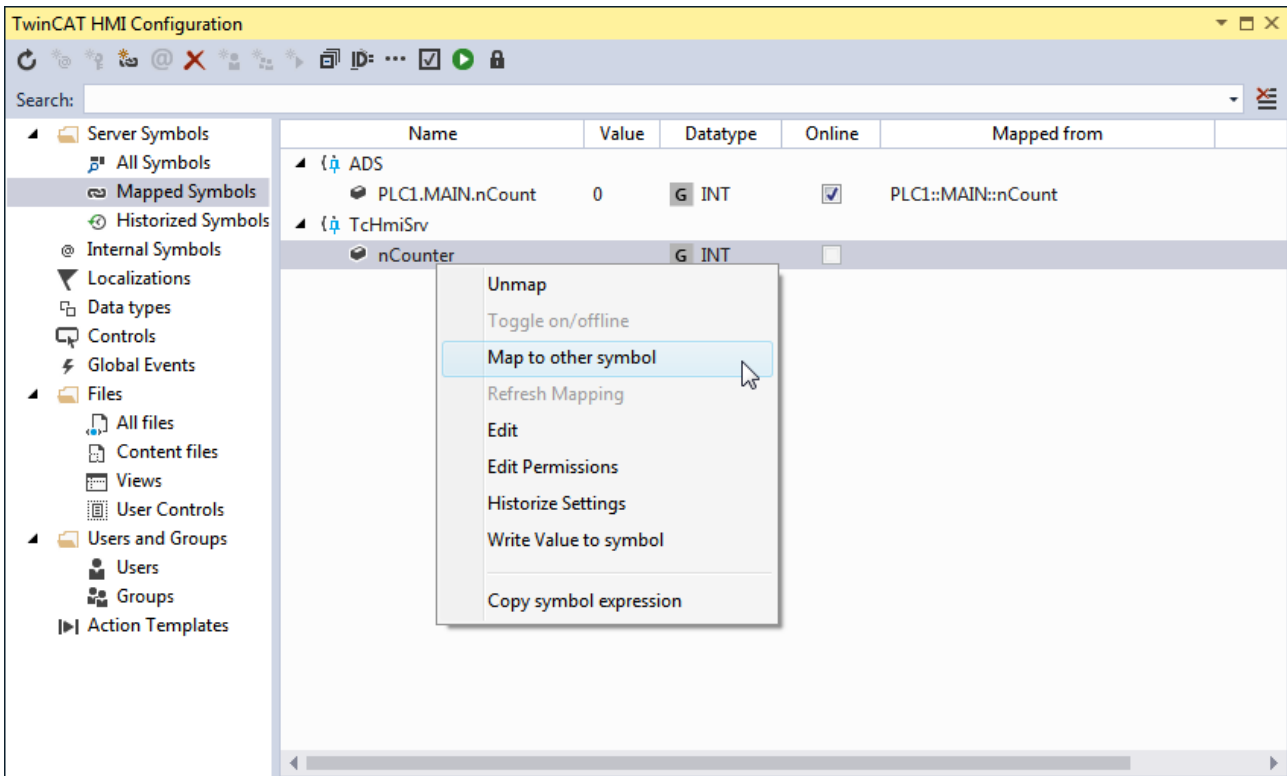 TwinCAT HMI Configuration
ID=
Search:
Server Symbols
All Symbols
Mapped Symbols
Historized Symbols
@ Internal Symbols
Localizations
Data types
Controls
Global Events
Files
All files
Content files
Views
User Controls
Users and Groups
Users
Groups
Action Templates
Name Value Datatype Online Mapped from
ADS
PLC1.MAIN.nCount 0 G INT PLC1::MAIN::nCount
TcHmiSrv
nCounter G INT
Unmap
Toggle on/offline
Map to other symbol
Refresh Mapping
Edit
Edit Permissions
Historize Settings
Write Value to symbol
Copy symbol expression